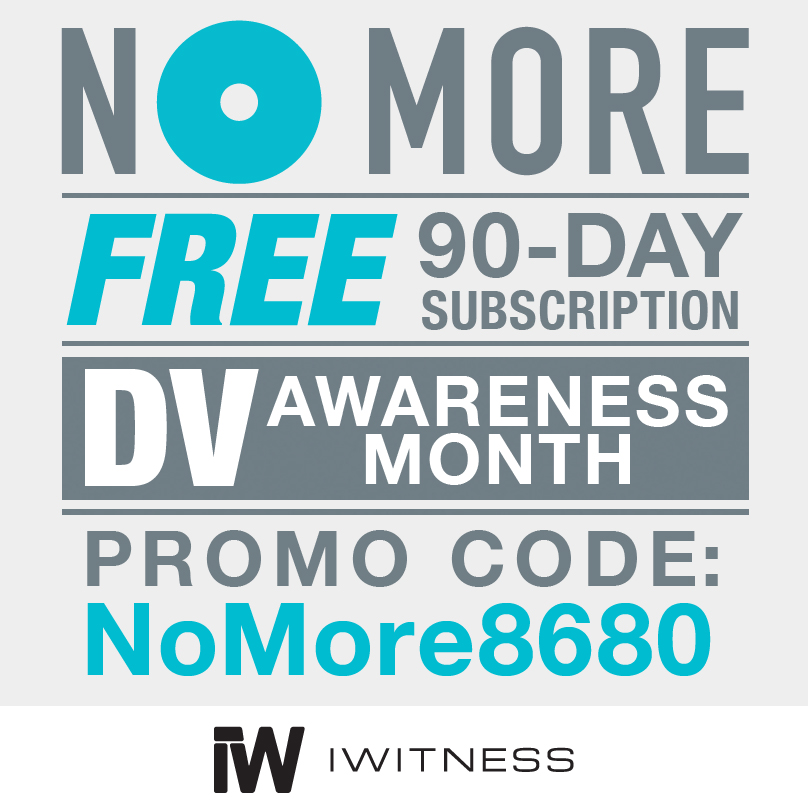 NO MORE
FREE 90-DAY
SUBSCRIPTION
DV AWARENESS
MONTH
PROMO CODE:
NoMore8680
iW IWITNESS